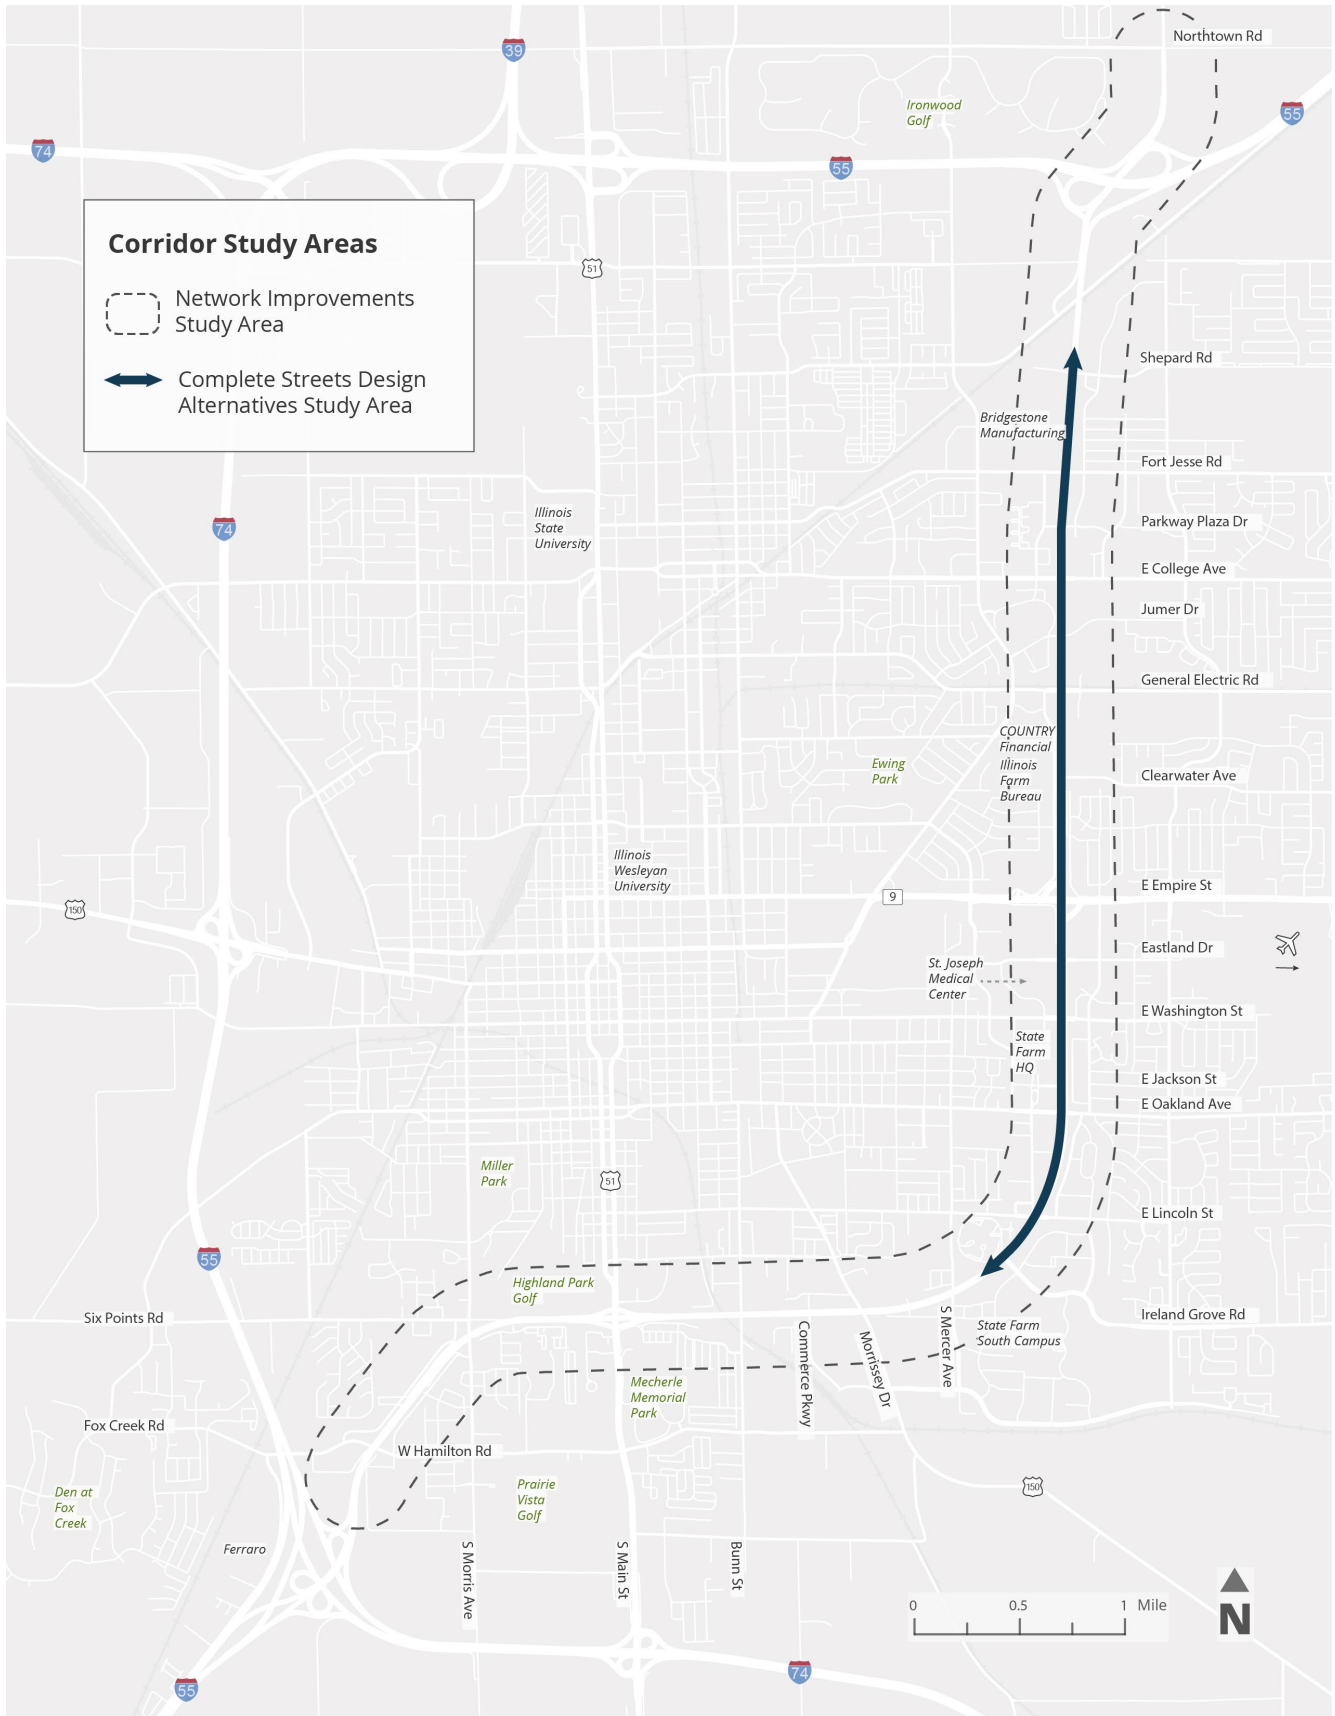 Northtown Rd
39
Ironwood
Golf
55
74
55
Corridor Study Areas
Network Improvements
Study Area
Complete Streets Design
Alternatives Study Area
51
Shepard Rd
Bridgestone
Manufacturing
Fort Jesse Rd
Illinois
State
University
74
Parkway Plaza Dr
E College Ave
Jumer Dr
General Electric Rd
COUNTRY
Financial
Illinois
Farm
Bureau
Ewing
Park
Clearwater Ave
Illinois
Wesleyan
University
E Empire St
9
150
Eastland Dr
St. Joseph
Medical
Center
E Washington St
State
Farm
HQ
E Jackson St
E Oakland Ave
Miller
Park
51
E Lincoln St
55
Highland Park
Golf
Six Points Rd
S Mercer Ave
Ireland Grove Rd
State Farm
South Campus
Commerce Pkwy
Morrissey Dr
Mecherle
Memorial
Park
Fox Creek Rd
W Hamilton Rd
Den at
Fox
Creek
Prairie
Vista
Golf
150
Ferraro
S Morris Ave
S Main St
Bunn St
0 0.5 1 Mile
N
74
55